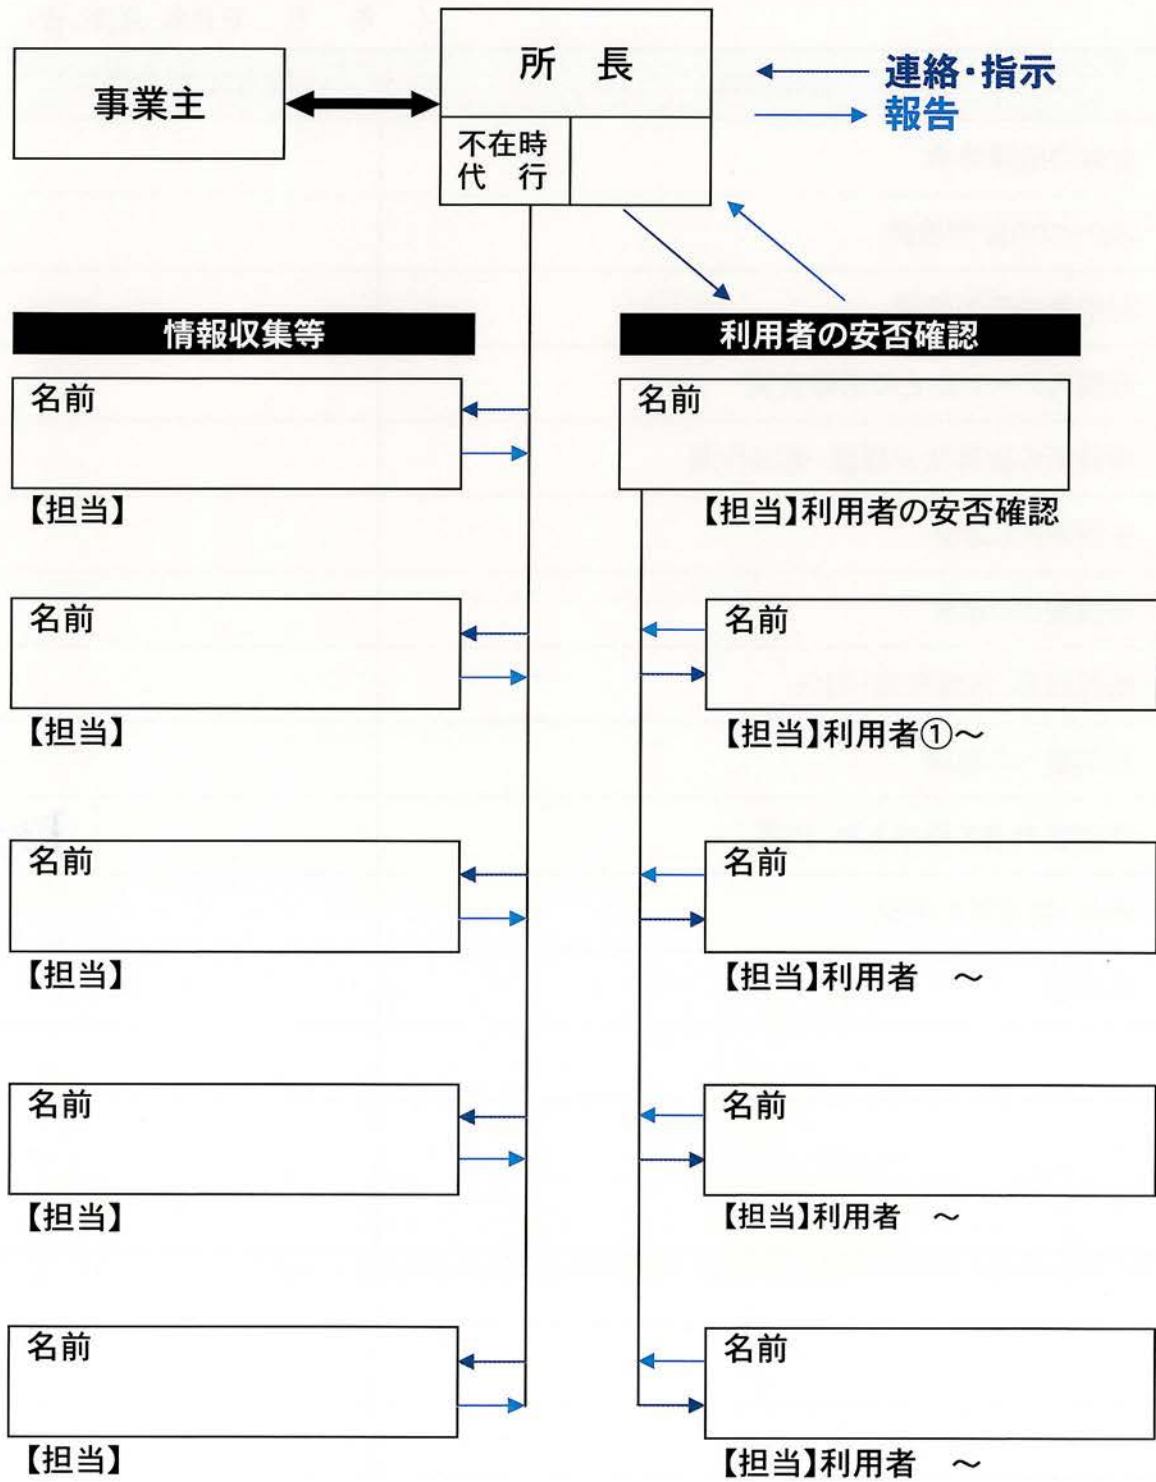 所 長
事業主
不在時
代 行
連絡・指示
報告
情報収集等
名前
【担当】
名前
【担当】
名前
【担当】
名前
【担当】
名前
【担当】
利用者の安否確認
名前
【担当】利用者の安否確認
名前
【担当】利用者①～
名前
【担当】利用者 ～
名前
【担当】利用者 ～
名前
【担当】利用者 ～